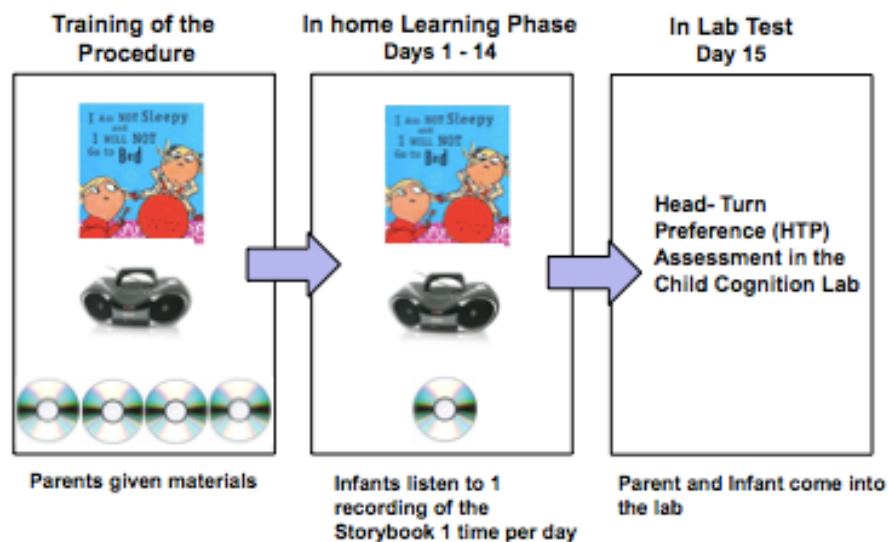 Training of the
Procedure
I Am NOT Sleepy
and
I WILL NOT
Go to Bed
Parents given materials
In home Learning Phase
Days 1 - 14
I Am NOT Sleepy
and
I WILL NOT
Go to Bed
Infants listen to 1
recording of the
Storybook 1 time per day
In Lab Test
Day 15
Head- Turn
Preference (HTP)
Assessment in the
Child Cognition Lab
Parent and Infant come into
the lab